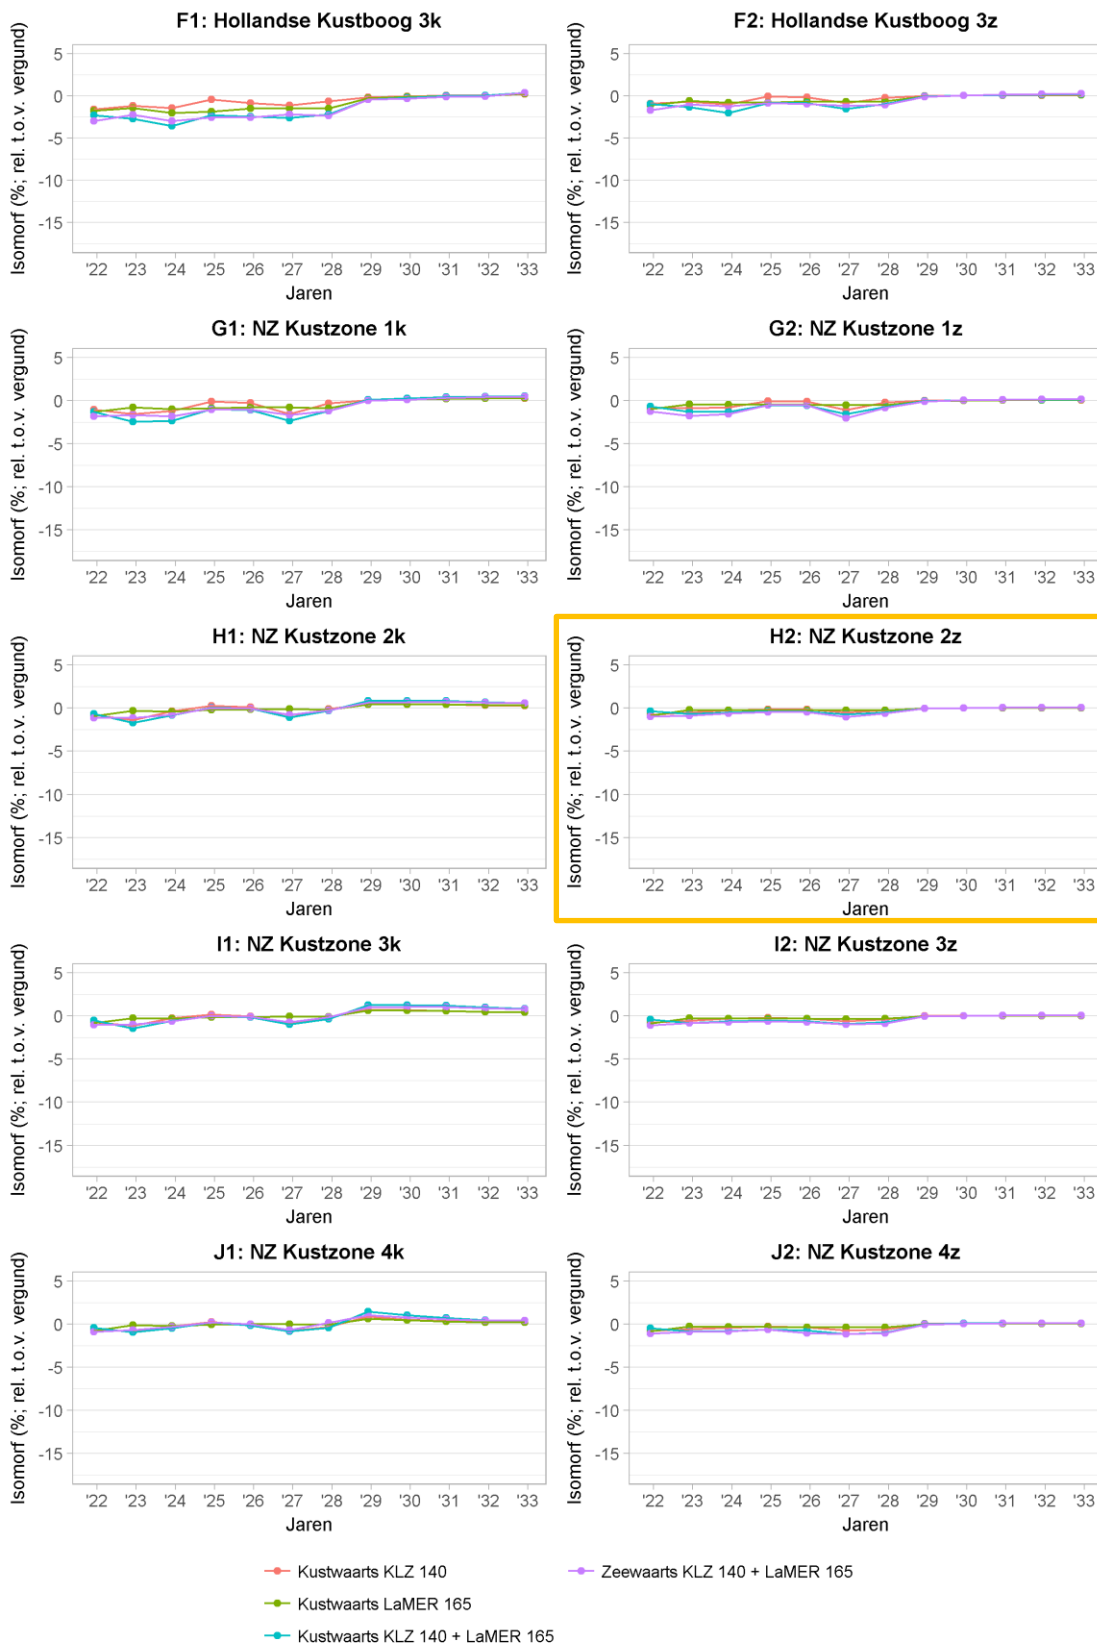 F1: Hollandse Kustboog 3k
Isomorf (%; rel. t.o.v. vergund)
5
0
-5
-10
-15
'22 '23 '24 '25 '26 '27 '28 '29 '30 '31 '32 '33
Jaren
F2: Hollandse Kustboog 3z
Isomorf (%; rel. t.o.v. vergund)
5
0
-5
-10
-15
'22 '23 '24 '25 '26 '27 '28 '29 '30 '31 '32 '33
Jaren
G1: NZ Kustzone 1k
Isomorf (%; rel. t.o.v. vergund)
5
0
-5
-10
-15
'22 '23 '24 '25 '26 '27 '28 '29 '30 '31 '32 '33
Jaren
G2: NZ Kustzone 1z
Isomorf (%; rel. t.o.v. vergund)
5
0
-5
-10
-15
'22 '23 '24 '25 '26 '27 '28 '29 '30 '31 '32 '33
Jaren
H1: NZ Kustzone 2k
Isomorf (%; rel. t.o.v. vergund)
5
0
-5
-10
-15
'22 '23 '24 '25 '26 '27 '28 '29 '30 '31 '32 '33
Jaren
H2: NZ Kustzone 2z
Isomorf (%; rel. t.o.v. vergund)
5
0
-5
-10
-15
'22 '23 '24 '25 '26 '27 '28 '29 '30 '31 '32 '33
Jaren
I1: NZ Kustzone 3k
Isomorf (%; rel. t.o.v. vergund)
5
0
-5
-10
-15
'22 '23 '24 '25 '26 '27 '28 '29 '30 '31 '32 '33
Jaren
I2: NZ Kustzone 3z
Isomorf (%; rel. t.o.v. vergund)
5
0
-5
-10
-15
'22 '23 '24 '25 '26 '27 '28 '29 '30 '31 '32 '33
Jaren
J1: NZ Kustzone 4k
Isomorf (%; rel. t.o.v. vergund)
5
0
-5
-10
-15
'22 '23 '24 '25 '26 '27 '28 '29 '30 '31 '32 '33
Jaren
J2: NZ Kustzone 4z
Isomorf (%; rel. t.o.v. vergund)
5
0
-5
-10
-15
'22 '23 '24 '25 '26 '27 '28 '29 '30 '31 '32 '33
Jaren
Kustwaarts KLZ 140
Kustwaarts LaMER 165
Kustwaarts KLZ 140 + LaMER 165
Zeewaarts KLZ 140 + LaMER 165